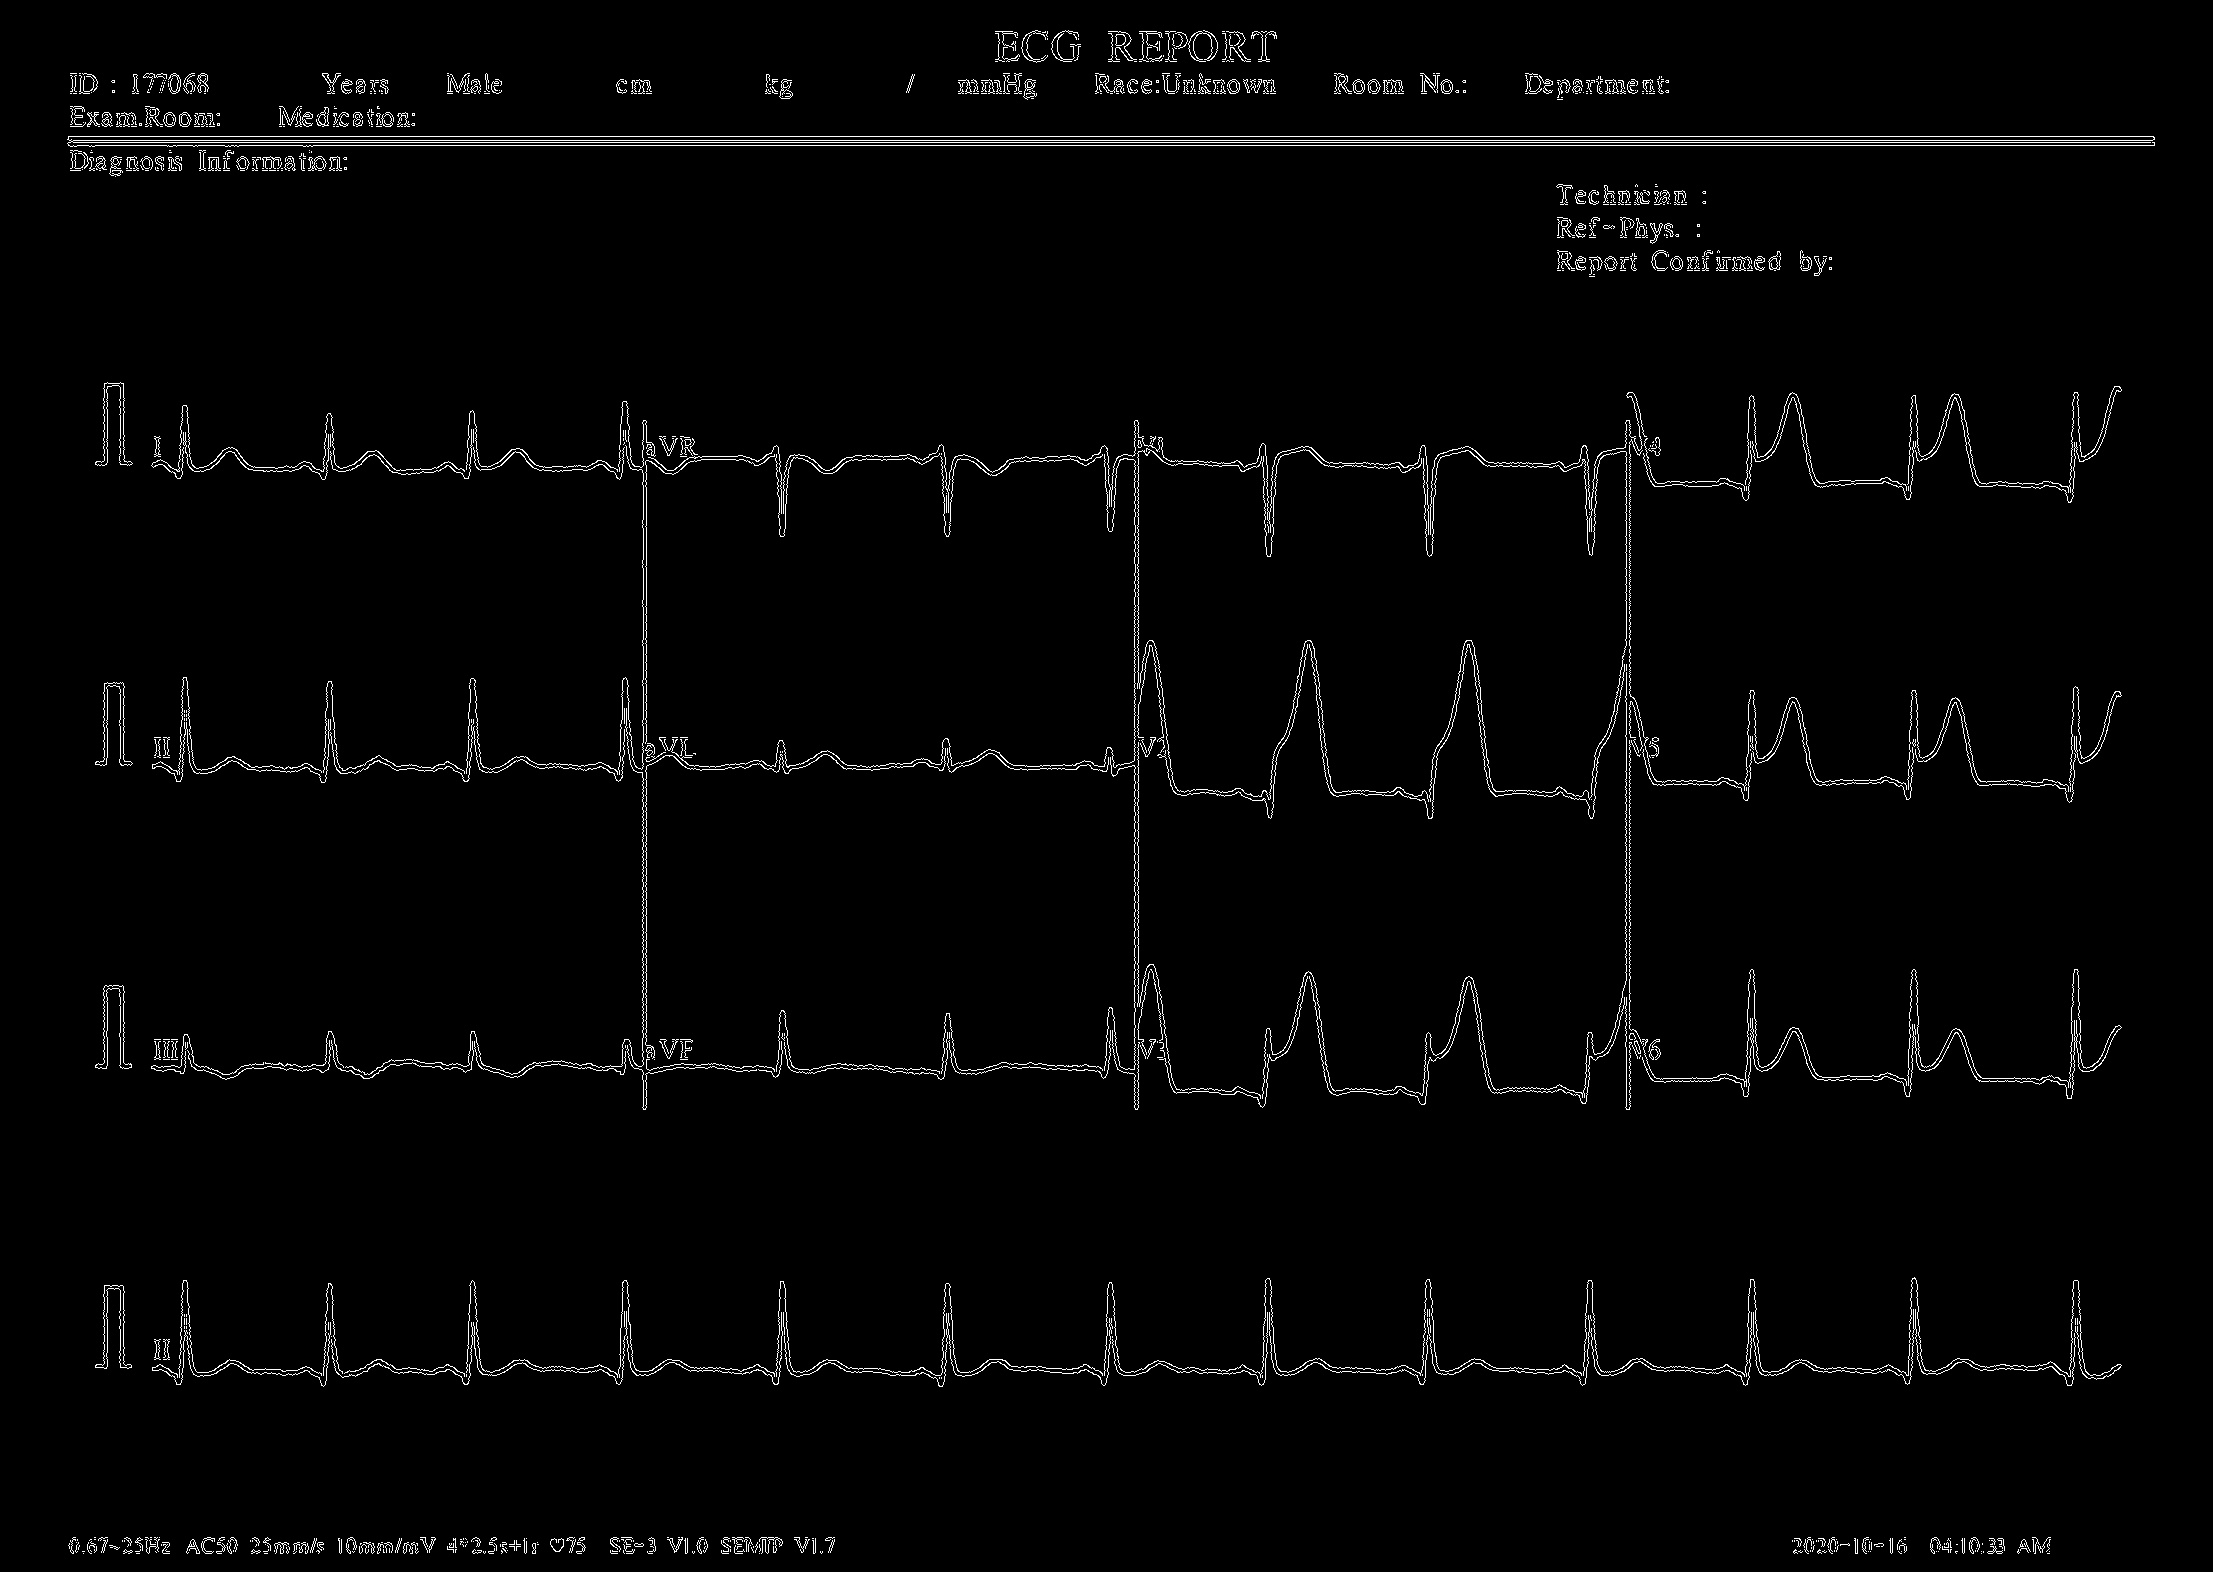 ECG REPORT
ID : 177068 Years Male cm kg / mmHg Race:Unknown Room No.: Department:
Exam.Room: Medication:
Diagnosis Information:
Technician :
Ref-Phys. :
Report Confirmed by:
I aVR V1 V4
II aVL V2 V5
III aVF V3 V6
II
0.67~25Hz AC50 25mm/s 10mm/mV 4*2.5s+1r ♡75 SE-3 V1.0 SEMIP V1.7 2020-10-16 04:10:33 AM